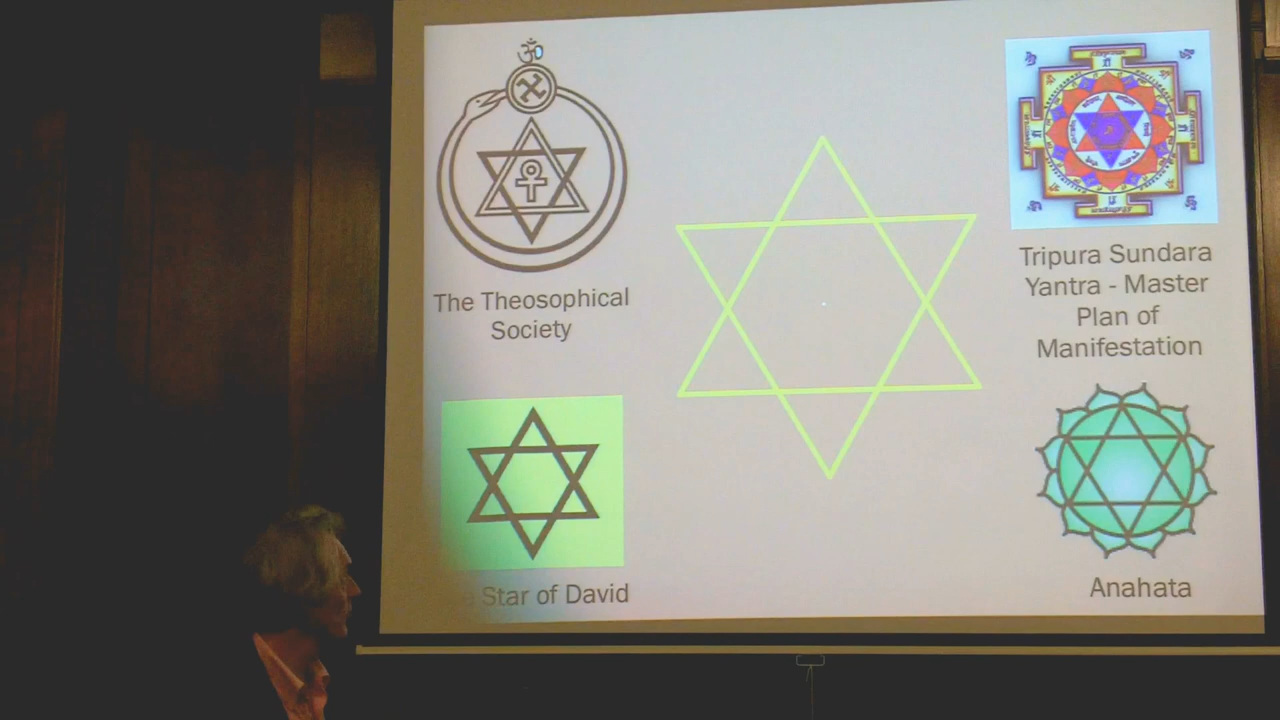 ॐ
The Theosophical
Society
Star of David
Tripura Sundara
Yantra - Master
Plan of
Manifestation
Anahata